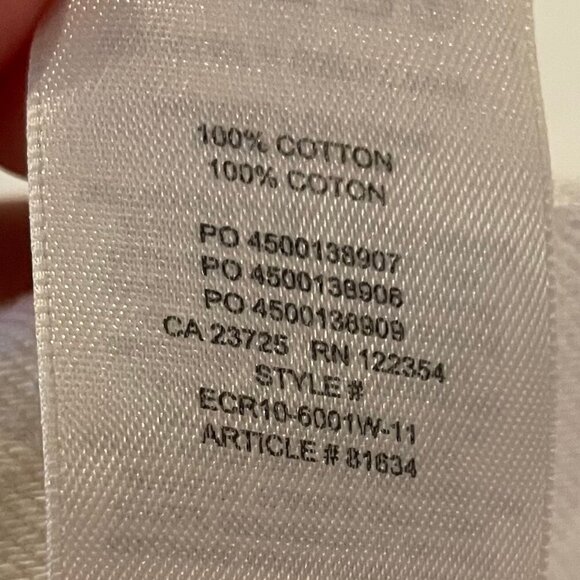 100% COTTON
100% COTON
PO 4500138907
PO 4500138908
PO 4500138909
CA 23725 RN 122354
STYLE #
ECR10-6001W-11
ARTICLE # 81634